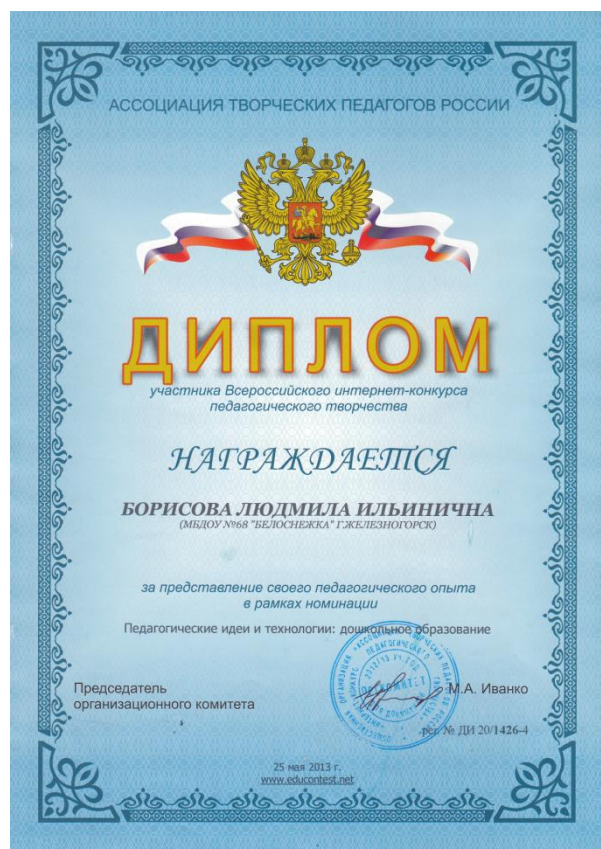 АССОЦИАЦИЯ ТВОРЧЕСКИХ ПЕДАГОГОВ РОССИИ
ДИПЛОМ
участника Всероссийского интернет-конкурса
педагогического творчества
НАГРАЖДАЕТСЯ
БОРИСОВА ЛЮДМИЛА ИЛЬИНИЧНА
(МБДОУ №68 "БЕЛОСНЕЖКА" Г.ЖЕЛЕЗНОГОРСК)
за представление своего педагогического опыта
в рамках номинации
Педагогические идеи и технологии: дошкольное образование
Председатель
организационного комитета
М.А. Иванко
рег. № ДИ 20/1426-4
25 мая 2013 г.
www.educontest.net